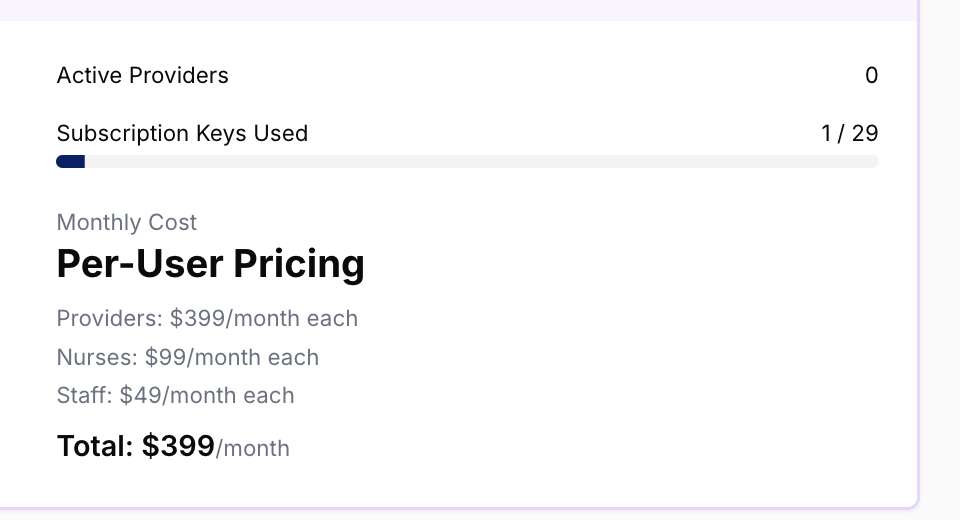 Active Providers 0
Subscription Keys Used 1 / 29
Monthly Cost
Per-User Pricing
Providers: $399/month each
Nurses: $99/month each
Staff: $49/month each
Total: $399/month